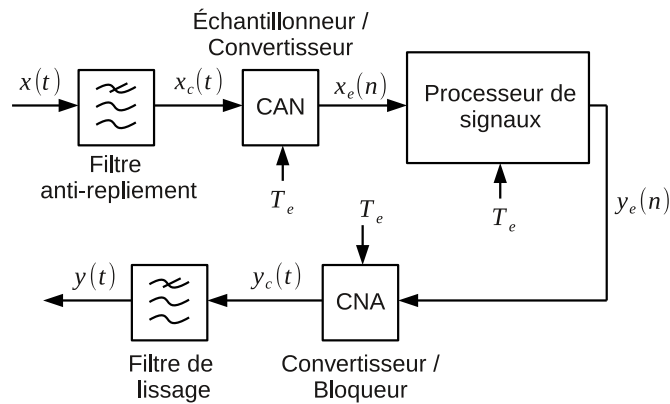 Échantillonneur /
Convertisseur
x(t)
x_c(t)
CAN
x_e(n)
Processeur de
signaux
Filtre
anti-repliement
T_e
T_e
T_e
y_e(n)
y(t)
y_c(t)
CNA
Filtre de
lissage
Convertisseur /
Bloqueur